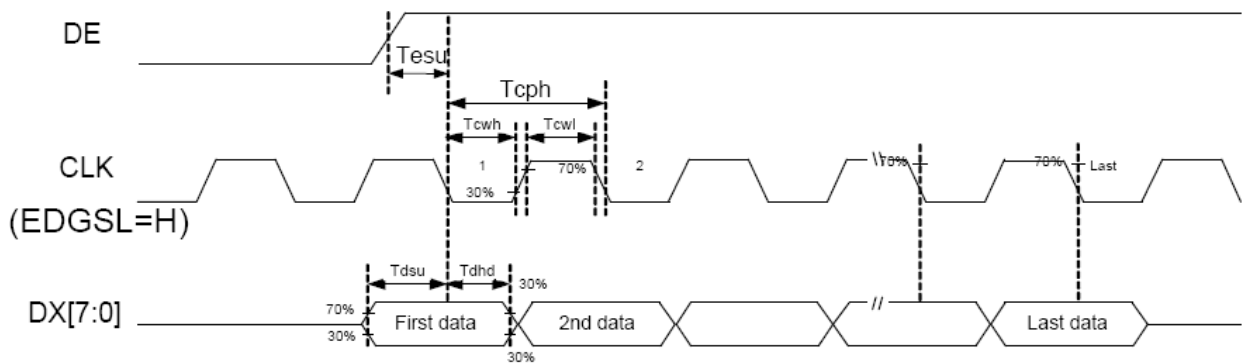 DE
Tesu
Tcph
Tcwh
Tcwl
CLK
1
70%
2
70%
70%
Last
30%
(EDGSL=H)
Tdsu
Tdhd
30%
DX[7:0]
70%
30%
First data
2nd data
//
Last data
30%